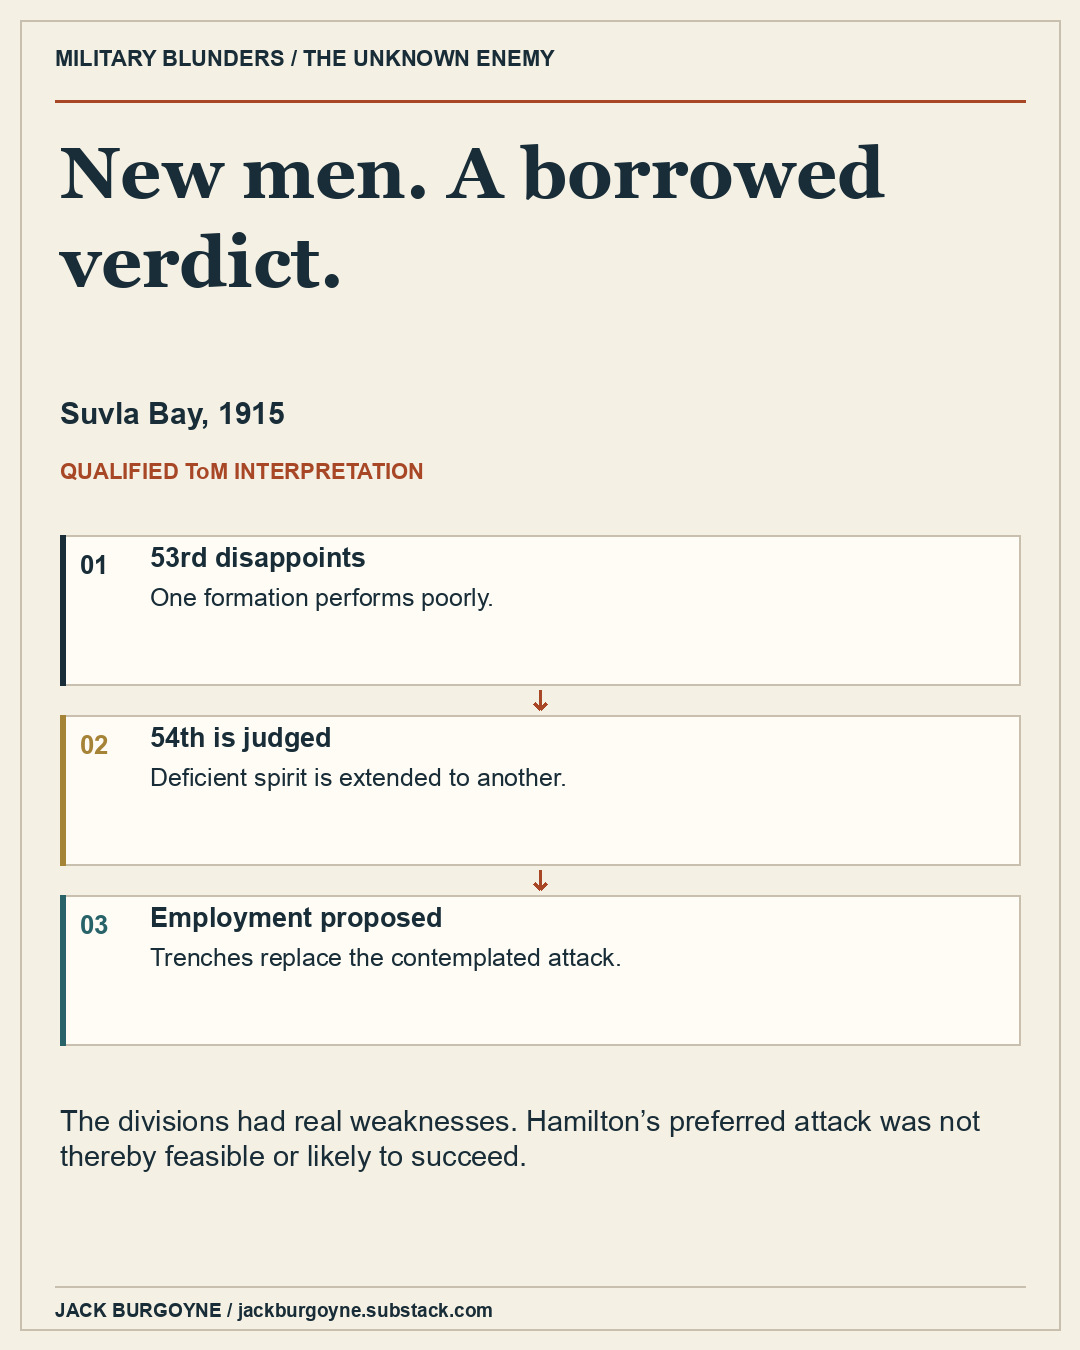 MILITARY BLUNDERS / THE UNKNOWN ENEMY
New men. A borrowed
verdict.
Suvla Bay, 1915
QUALIFIED ToM INTERPRETATION
01
53rd disappoints
One formation performs poorly.
↓
02
54th is judged
Deficient spirit is extended to another.
↓
03
Employment proposed
Trenches replace the contemplated attack.
The divisions had real weaknesses. Hamilton’s preferred attack was not
thereby feasible or likely to succeed.
JACK BURGOYNE / jackburgoyne.substack.com